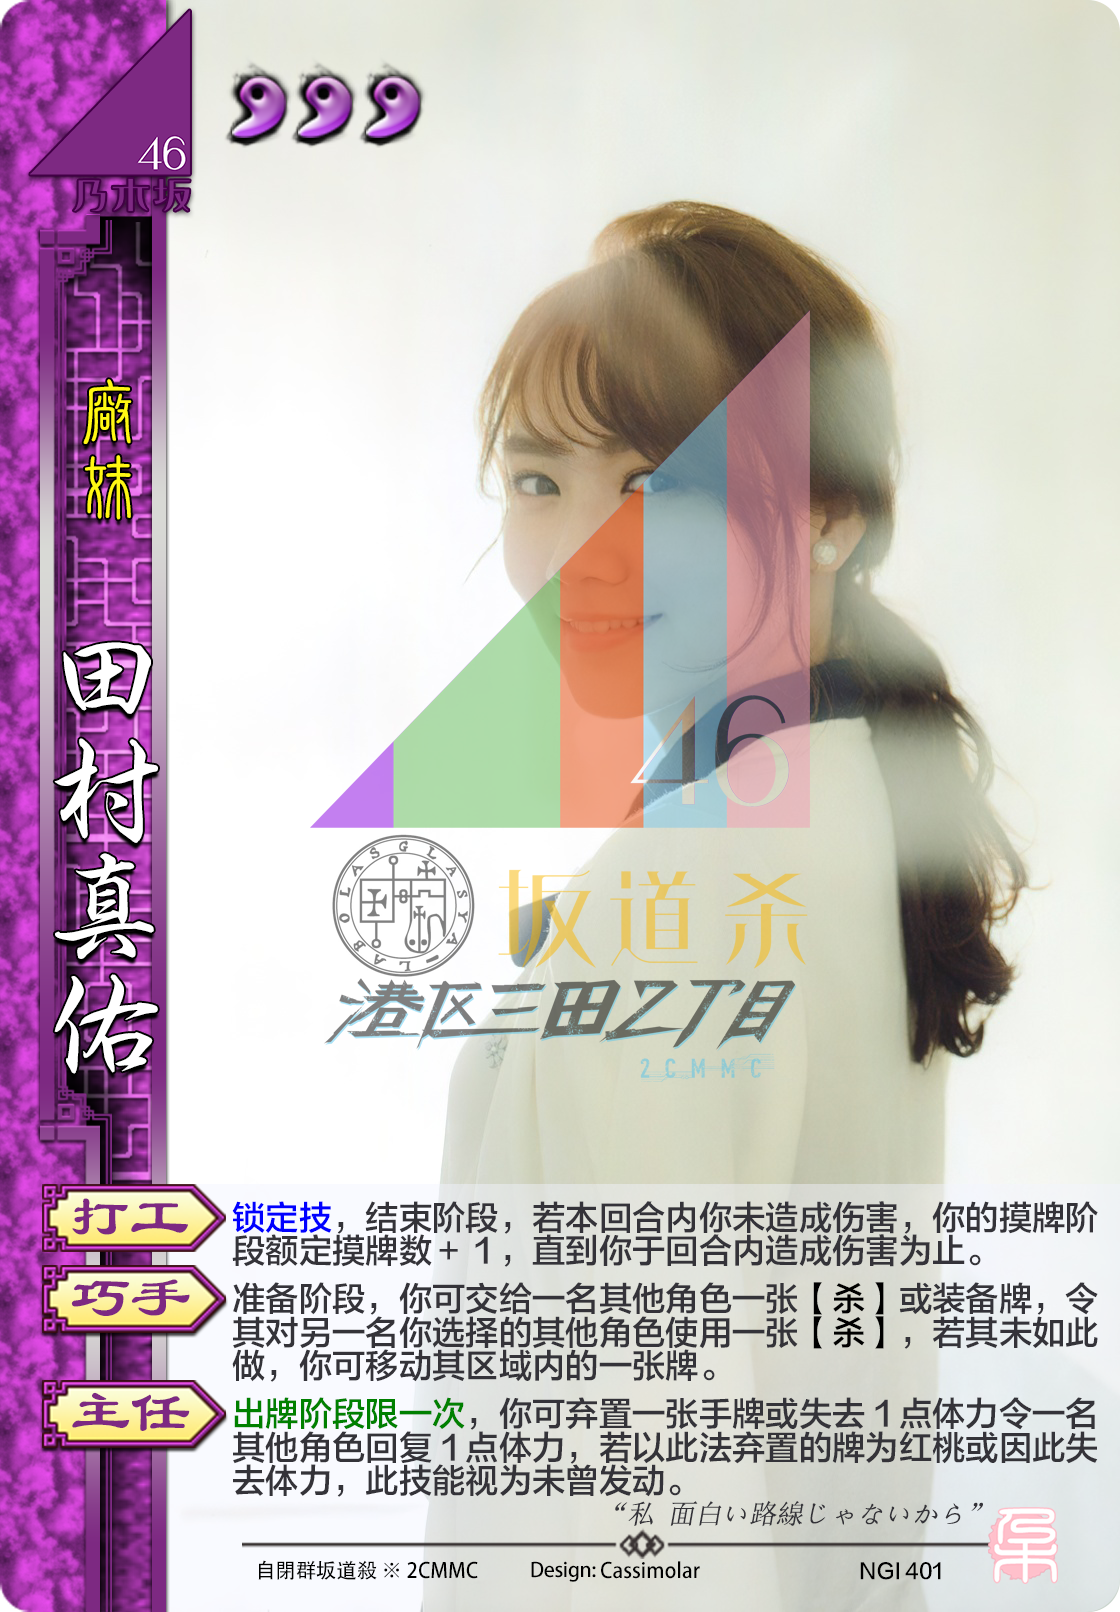 46
乃木坂
廠妹
田村真佑
46
GLASYA-LABOLAS
坂道杀
港区三田乙丁目
2CMMC
打工
锁定技，结束阶段，若本回合内你未造成伤害，你的摸牌阶
段额定摸牌数＋１，直到你于回合内造成伤害为止。
巧手
准备阶段，你可交给一名其他角色一张【杀】或装备牌，令
其对另一名你选择的其他角色使用一张【杀】，若其未如此
做，你可移动其区域内的一张牌。
主任
出牌阶段限一次，你可弃置一张手牌或失去１点体力令一名
其他角色回复１点体力，若以此法弃置的牌为红桃或因此失
去体力，此技能视为未曾发动。
“私 面白い路線じゃないから”
自閉群坂道殺 ※ 2CMMC
Design: Cassimolar
NGI 401